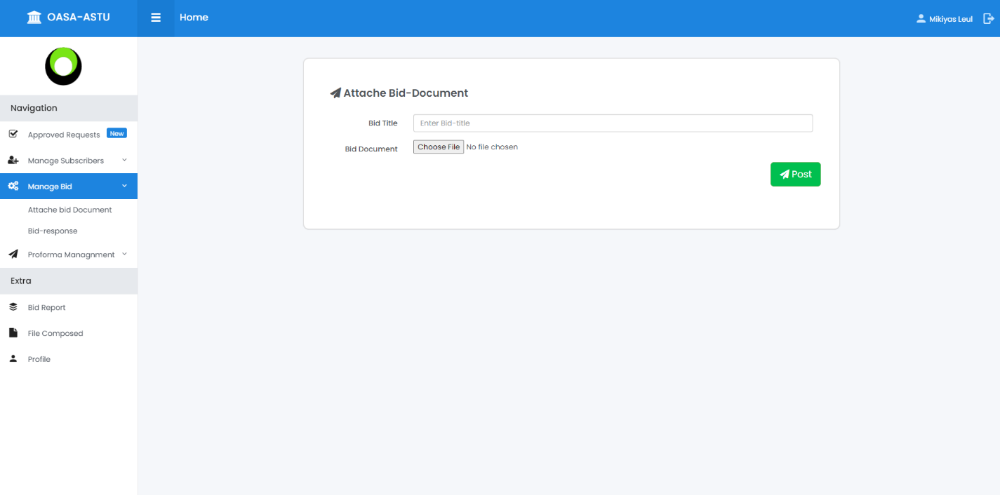 OASA-ASTU
Home
Mikiyas Leul
Navigation
Approved Requests New
Manage Subscribers
Manage Bid
Attache bid Document
Bid-response
Proforma Managnment
Extra
Bid Report
File Composed
Profile
Attache Bid-Document
Bid Title Enter Bid-title
Bid Document Choose File No file chosen
Post